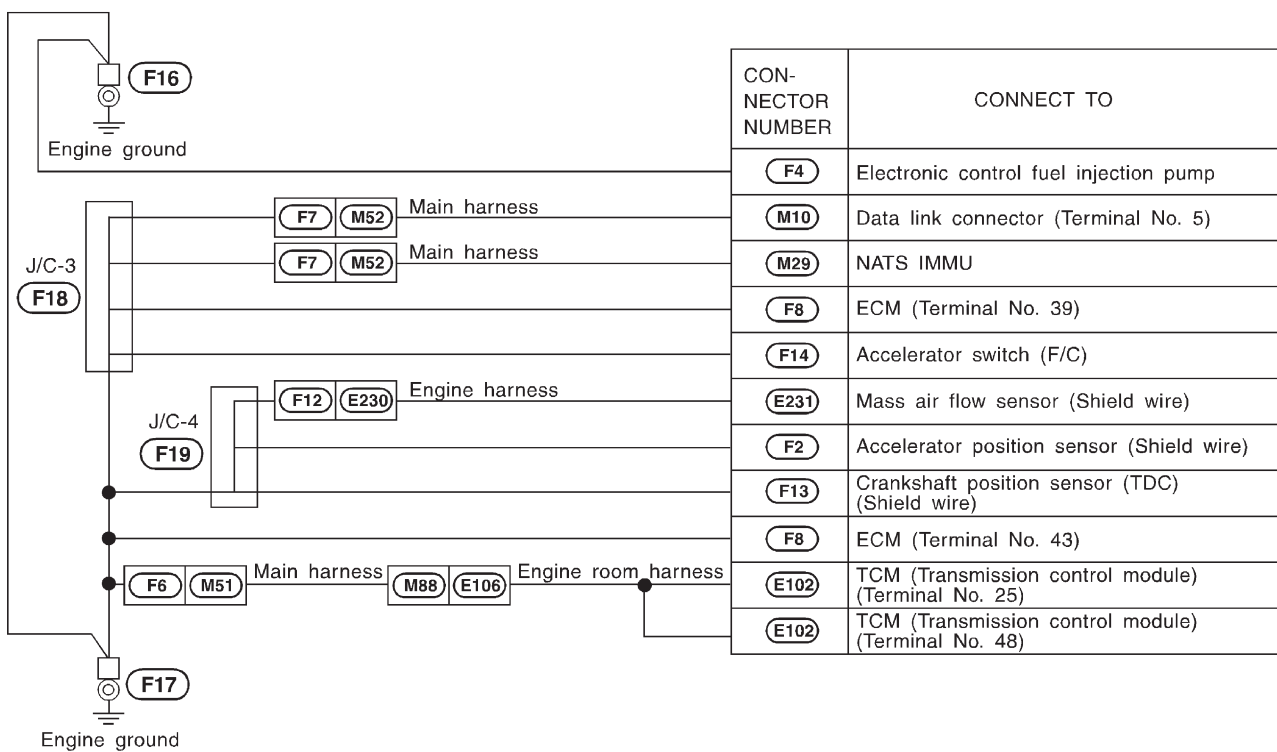 F16
Engine ground
CON-
NECTOR
NUMBER
CONNECT TO
F4 Electronic control fuel injection pump
F7 M52 Main harness M10 Data link connector (Terminal No. 5)
F7 M52 Main harness M29 NATS IMMU
J/C-3
F18
F8 ECM (Terminal No. 39)
F14 Accelerator switch (F/C)
F12 E230 Engine harness E231 Mass air flow sensor (Shield wire)
J/C-4
F19
F2 Accelerator position sensor (Shield wire)
F13 Crankshaft position sensor (TDC)
(Shield wire)
F8 ECM (Terminal No. 43)
F6 M51 Main harness M88 E106 Engine room harness E102 TCM (Transmission control module)
(Terminal No. 25)
E102 TCM (Transmission control module)
(Terminal No. 48)
F17
Engine ground